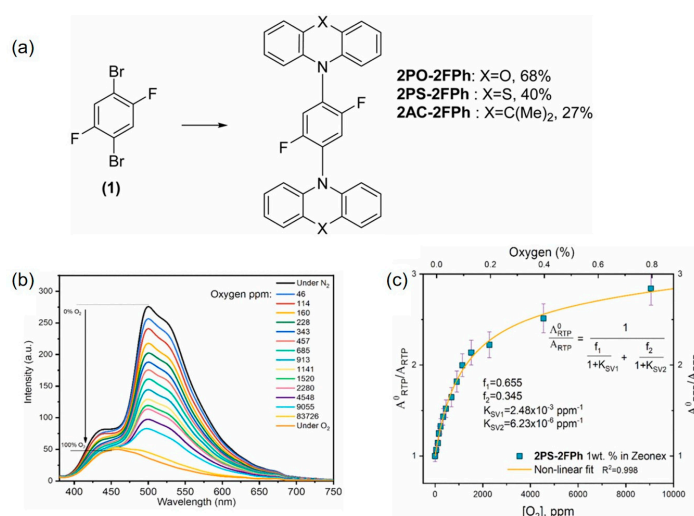 (a)
Br
F
F
Br
(1)
X
N
F
F
N
X
2PO-2FPh: X=O, 68%
2PS-2FPh : X=S, 40%
2AC-2FPh : X=C(Me)₂, 27%
(b)
Intensity (a.u.)
300
250
200
150
100
50
0
0% O₂
100% O₂
Oxygen ppm:
Under N₂
46
114
160
228
343
457
685
913
1141
1520
2280
4548
9055
83726
Under O₂
400 450 500 550 600 650 700 750
Wavelength (nm)
(c)
Oxygen (%)
0.0 0.2 0.4 0.6 0.8
Λ⁰RTP/ΛRTP
3
2
1
Λ⁰RTP/ΛRTP = 1 / (f₁/(1+KSV1) + f₂/(1+KSV2))
f₁=0.655
f₂=0.345
KSV1=2.48x10⁻³ ppm⁻¹
KSV2=6.23x10⁻⁶ ppm⁻¹
2PS-2FPh 1wt. % in Zeonex
Non-linear fit R²=0.998
3
2
1
0 2000 4000 6000 8000 10000
[O₂], ppm